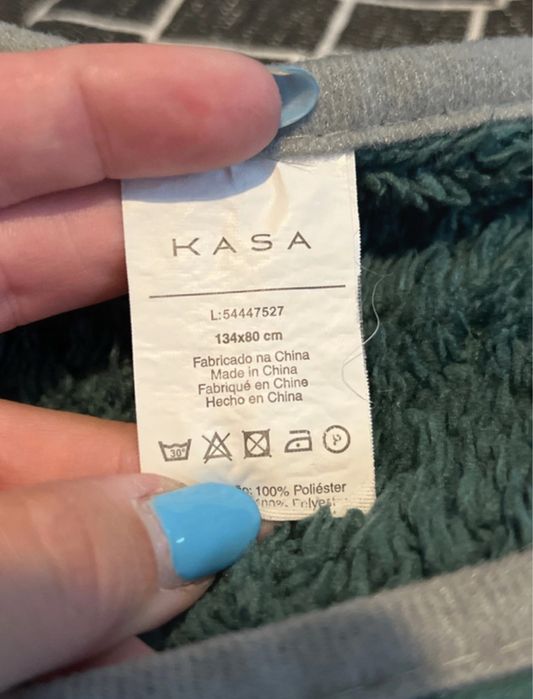 KASA
L:54447527
134x80 cm
Fabricado na China
Made in China
Fabriqué en Chine
Hecho en China
30° P
100% Poliéster